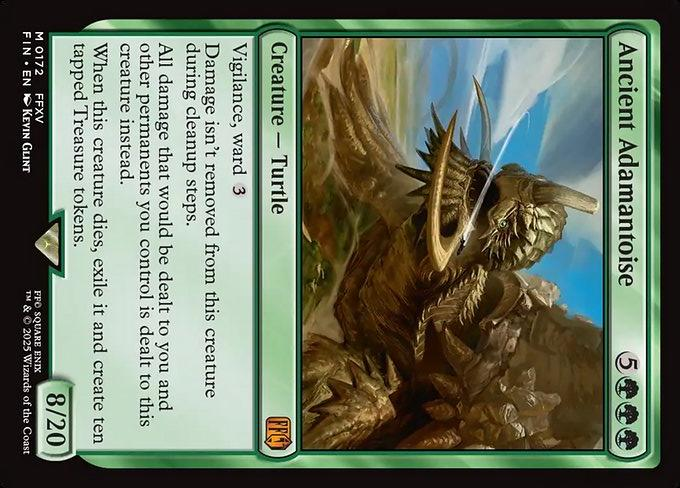 Ancient Adamantoise
5
Creature — Turtle
Vigilance, ward 3
Damage isn't removed from this creature
during cleanup steps.
All damage that would be dealt to you and
other permanents you control is dealt to this
creature instead.
When this creature dies, exile it and create ten
tapped Treasure tokens.
8/20
M 0172 FFXV
FIN • EN Kevin Glint
FF© SQUARE ENIX
™ & © 2025 Wizards of the Coast